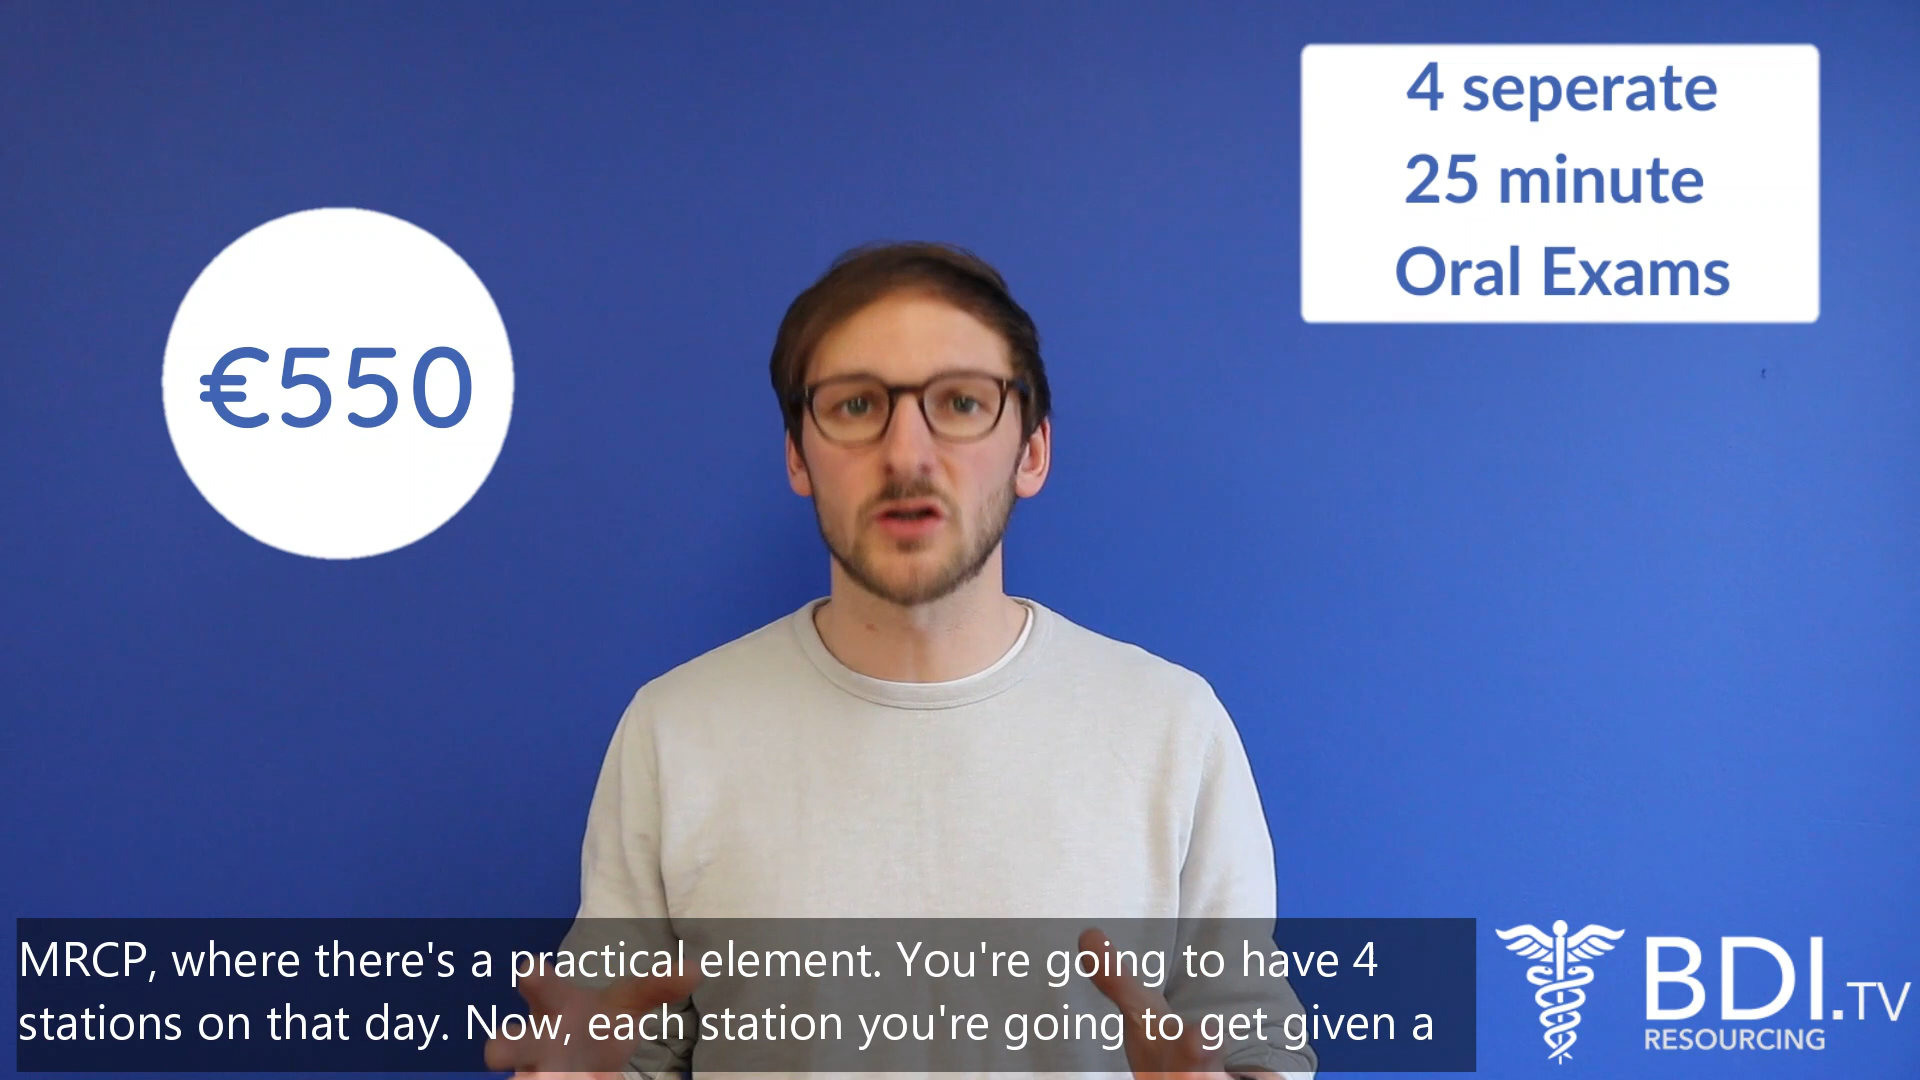 4 seperate
25 minute
Oral Exams
€550
MRCP, where there's a practical element. You're going to have 4
stations on that day. Now, each station you're going to get given a
BDI.TV
RESOURCING